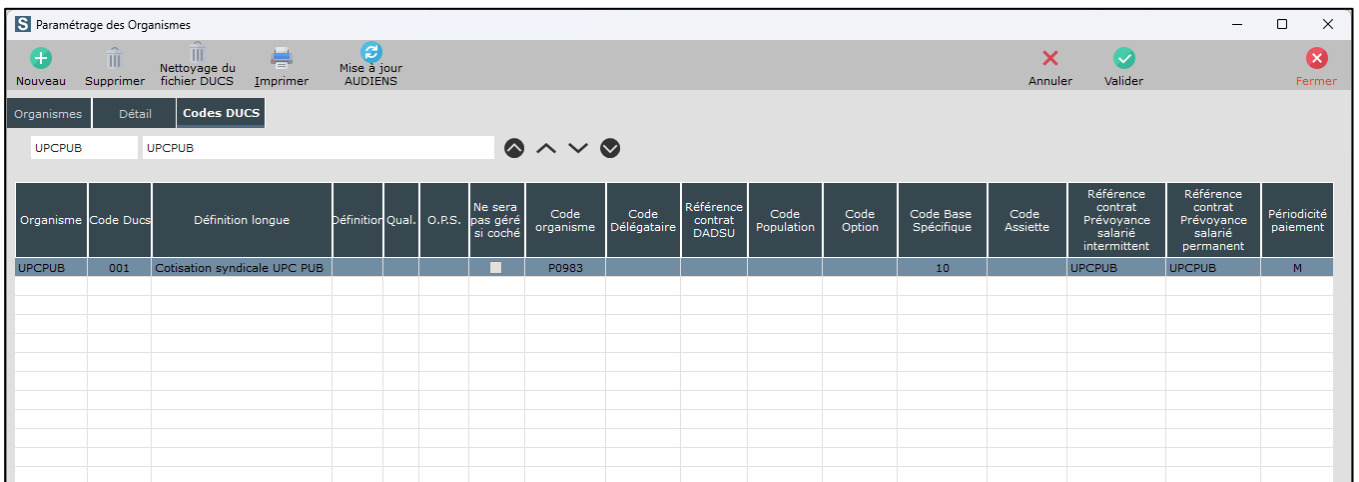 S Paramétrage des Organismes
Nouveau
Supprimer
Nettoyage du
fichier DUCS
Imprimer
Mise à jour
AUDIENS
Annuler
Valider
Fermer
Organismes Détail Codes DUCS
UPCPUB UPCPUB
Organisme
Code Ducs
Définition longue
Définition
Qual.
O.P.S.
Ne sera
pas géré
si coché
Code
organisme
Code
Délégataire
Référence
contrat
DADSU
Code
Population
Code
Option
Code Base
Spécifique
Code
Assiette
Référence
contrat
Prévoyance
salarié
intermittent
Référence
contrat
Prévoyance
salarié
permanent
Périodicité
paiement
UPCPUB 001 Cotisation syndicale UPC PUB P0983 10 UPCPUB UPCPUB M